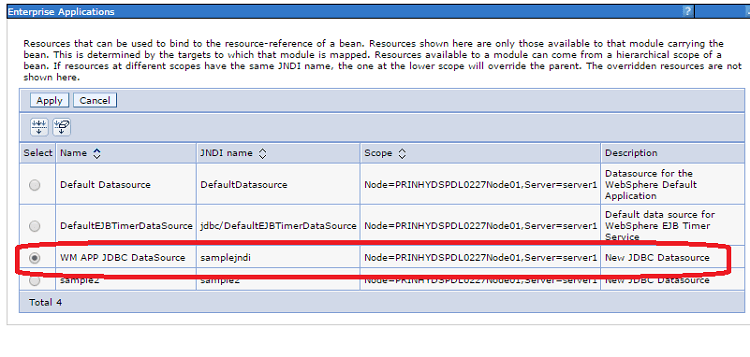 Enterprise Applications ?
Resources that can be used to bind to the resource-reference of a bean. Resources shown here are only those available to that module carrying the
bean. This is determined by the targets to which that module is mapped. Resources available to a module can come from a hierarchical scope of
a bean. If resources at different scopes have the same JNDI name, the one at the lower scope will override the parent. The overridden resources are not
shown here.
Apply Cancel
Select Name JNDI name Scope Description
Default Datasource DefaultDatasource Node=PRINHYDSPDL0227Node01,Server=server1 Datasource for the
WebSphere Default
Application
DefaultEJBTimerDataSource jdbc/DefaultEJBTimerDataSource Node=PRINHYDSPDL0227Node01,Server=server1 Default data source for
WebSphere EJB Timer
Service
WM APP JDBC DataSource samplejndi Node=PRINHYDSPDL0227Node01,Server=server1 New JDBC Datasource
sample2 sample2 Node=PRINHYDSPDL0227Node01,Server=server1 New JDBC Datasource
Total 4